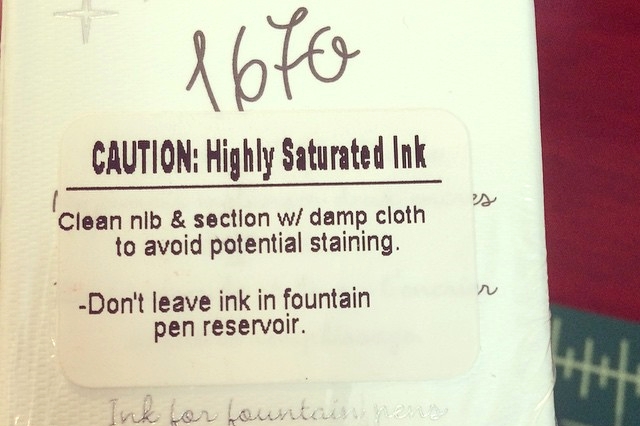 1670
CAUTION: Highly Saturated Ink
Clean nib & section w/ damp cloth
to avoid potential staining.
-Don't leave ink in fountain
pen reservoir.
Ink for fountain pens